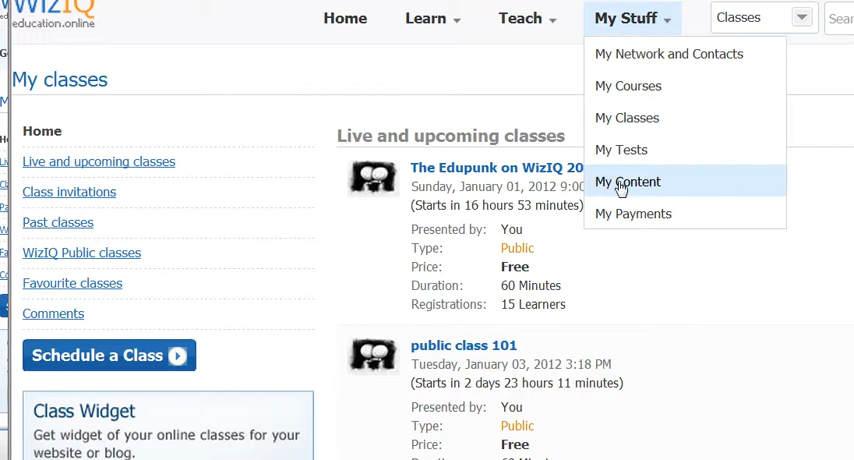 WizIQ
education.online
Home Learn Teach My Stuff Classes Sear
My Network and Contacts
My Courses
My Classes
My Tests
My Content
My Payments
My classes
Home
Live and upcoming classes
Class invitations
Past classes
WizIQ Public classes
Favourite classes
Comments
Schedule a Class
Class Widget
Get widget of your online classes for your
website or blog.
Live and upcoming classes
The Edupunk on WizIQ 20
Sunday, January 01, 2012 9:00
(Starts in 16 hours 53 minutes)
Presented by: You
Type: Public
Price: Free
Duration: 60 Minutes
Registrations: 15 Learners
public class 101
Tuesday, January 03, 2012 3:18 PM
(Starts in 2 days 23 hours 11 minutes)
Presented by: You
Type: Public
Price: Free